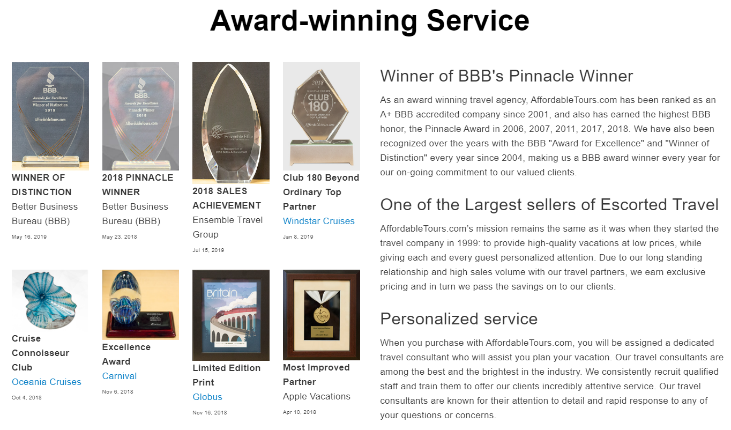 Award-winning Service
BBB
WINNER OF
DISTINCTION
Better Business
Bureau (BBB)
May 16, 2019
BBB
2018 PINNACLE
WINNER
Better Business
Bureau (BBB)
May 23, 2018
2018 SALES
ACHIEVEMENT
Ensemble Travel
Group
Jul 15, 2019
2018
CLUB
180
Club 180 Beyond
Ordinary Top
Partner
Windstar Cruises
Jan 8, 2019
Cruise
Connoisseur
Club
Oceania Cruises
Oct 4, 2018
Excellence
Award
Carnival
Nov 6, 2018
Britain
Limited Edition
Print
Globus
Nov 16, 2018
Most Improved
Partner
Apple Vacations
Apr 10, 2018
Winner of BBB's Pinnacle Winner
As an award winning travel agency, AffordableTours.com has been ranked as an
A+ BBB accredited company since 2001, and also has earned the highest BBB
honor, the Pinnacle Award in 2006, 2007, 2011, 2017, 2018. We have also been
recognized over the years with the BBB "Award for Excellence" and "Winner of
Distinction" every year since 2004, making us a BBB award winner every year for
our on-going commitment to our valued clients.
One of the Largest sellers of Escorted Travel
AffordableTours.com's mission remains the same as it was when they started the
travel company in 1999: to provide high-quality vacations at low prices, while
giving each and every guest personalized attention. Due to our long standing
relationship and high sales volume with our travel partners, we earn exclusive
pricing and in turn we pass the savings on to our clients.
Personalized service
When you purchase with AffordableTours.com, you will be assigned a dedicated
travel consultant who will assist you plan your vacation. Our travel consultants are
among the best and the brightest in the industry. We consistently recruit qualified
staff and train them to offer our clients incredibly attentive service. Our travel
consultants are known for their attention to detail and rapid response to any of
your questions or concerns.